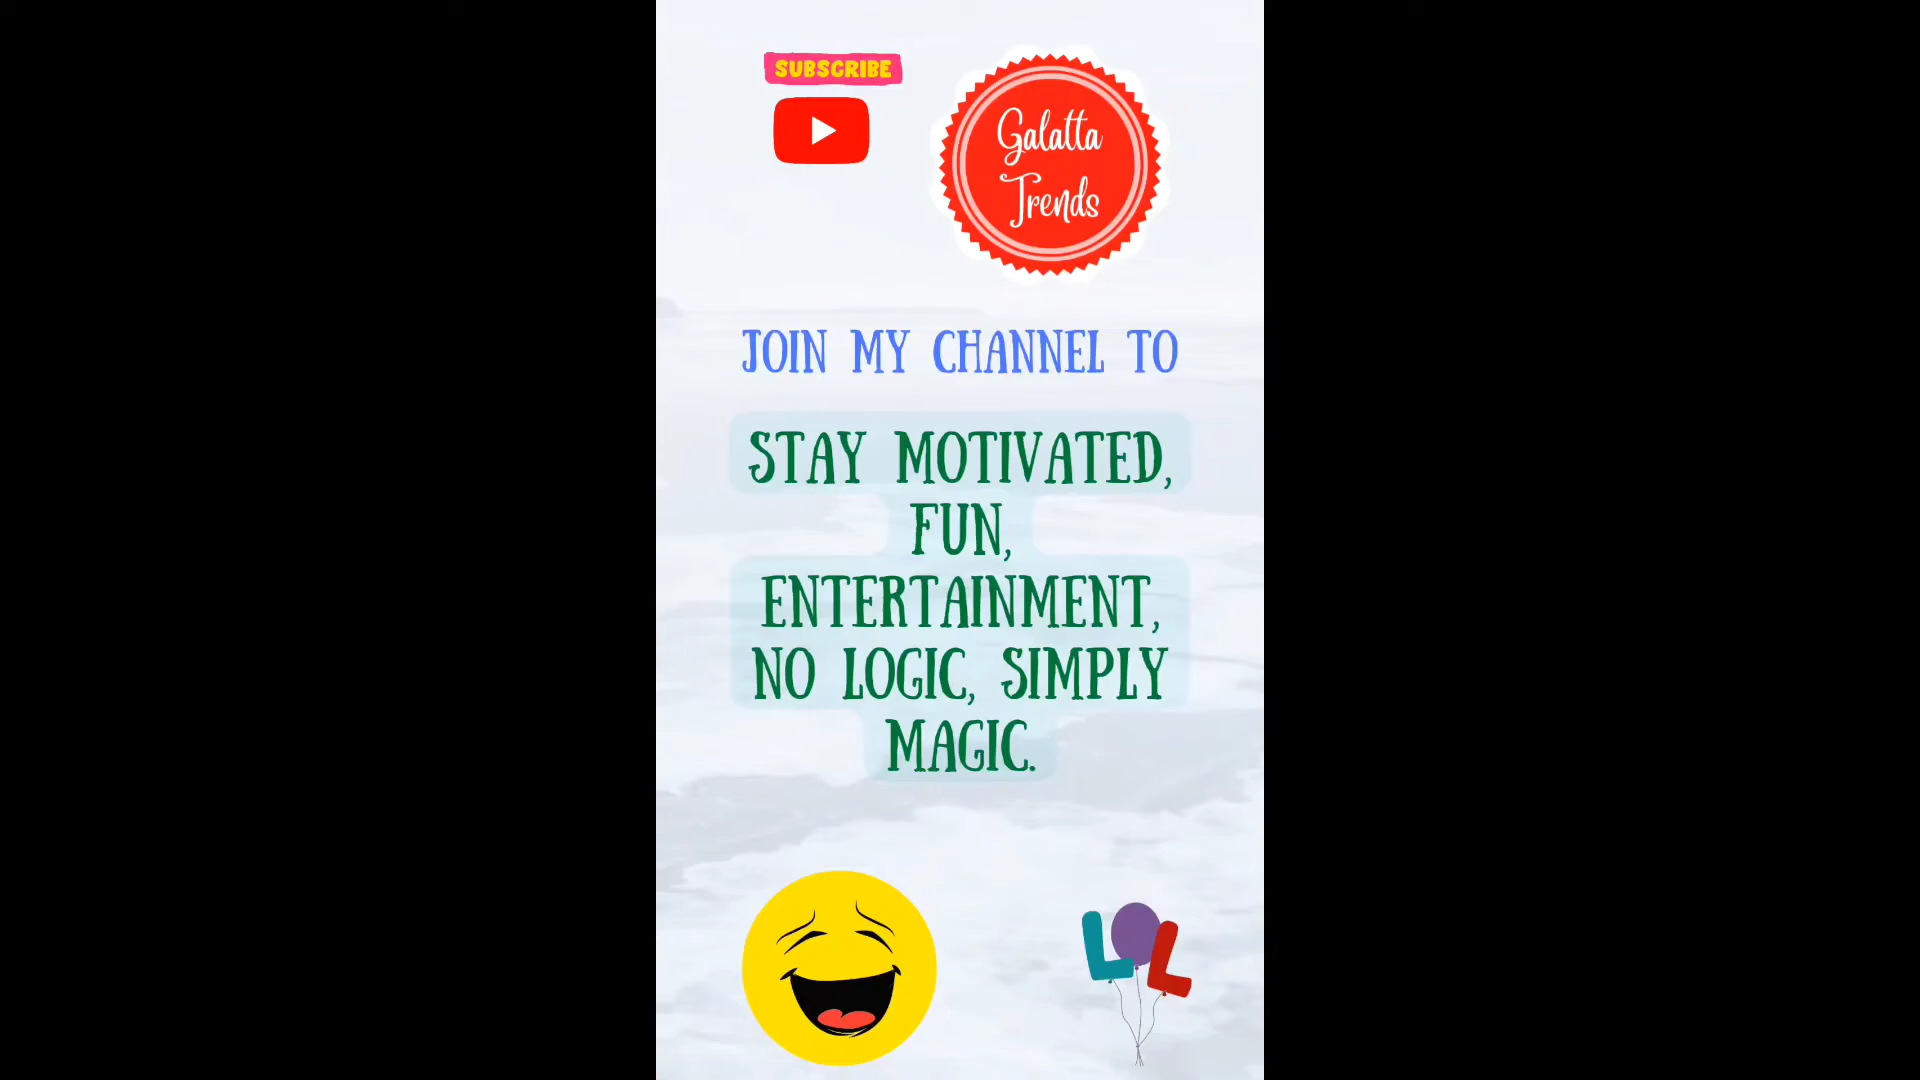 SUBSCRIBE
Galatta
Trends
JOIN MY CHANNEL TO
STAY MOTIVATED,
FUN,
ENTERTAINMENT,
NO LOGIC, SIMPLY
MAGIC.
LOL